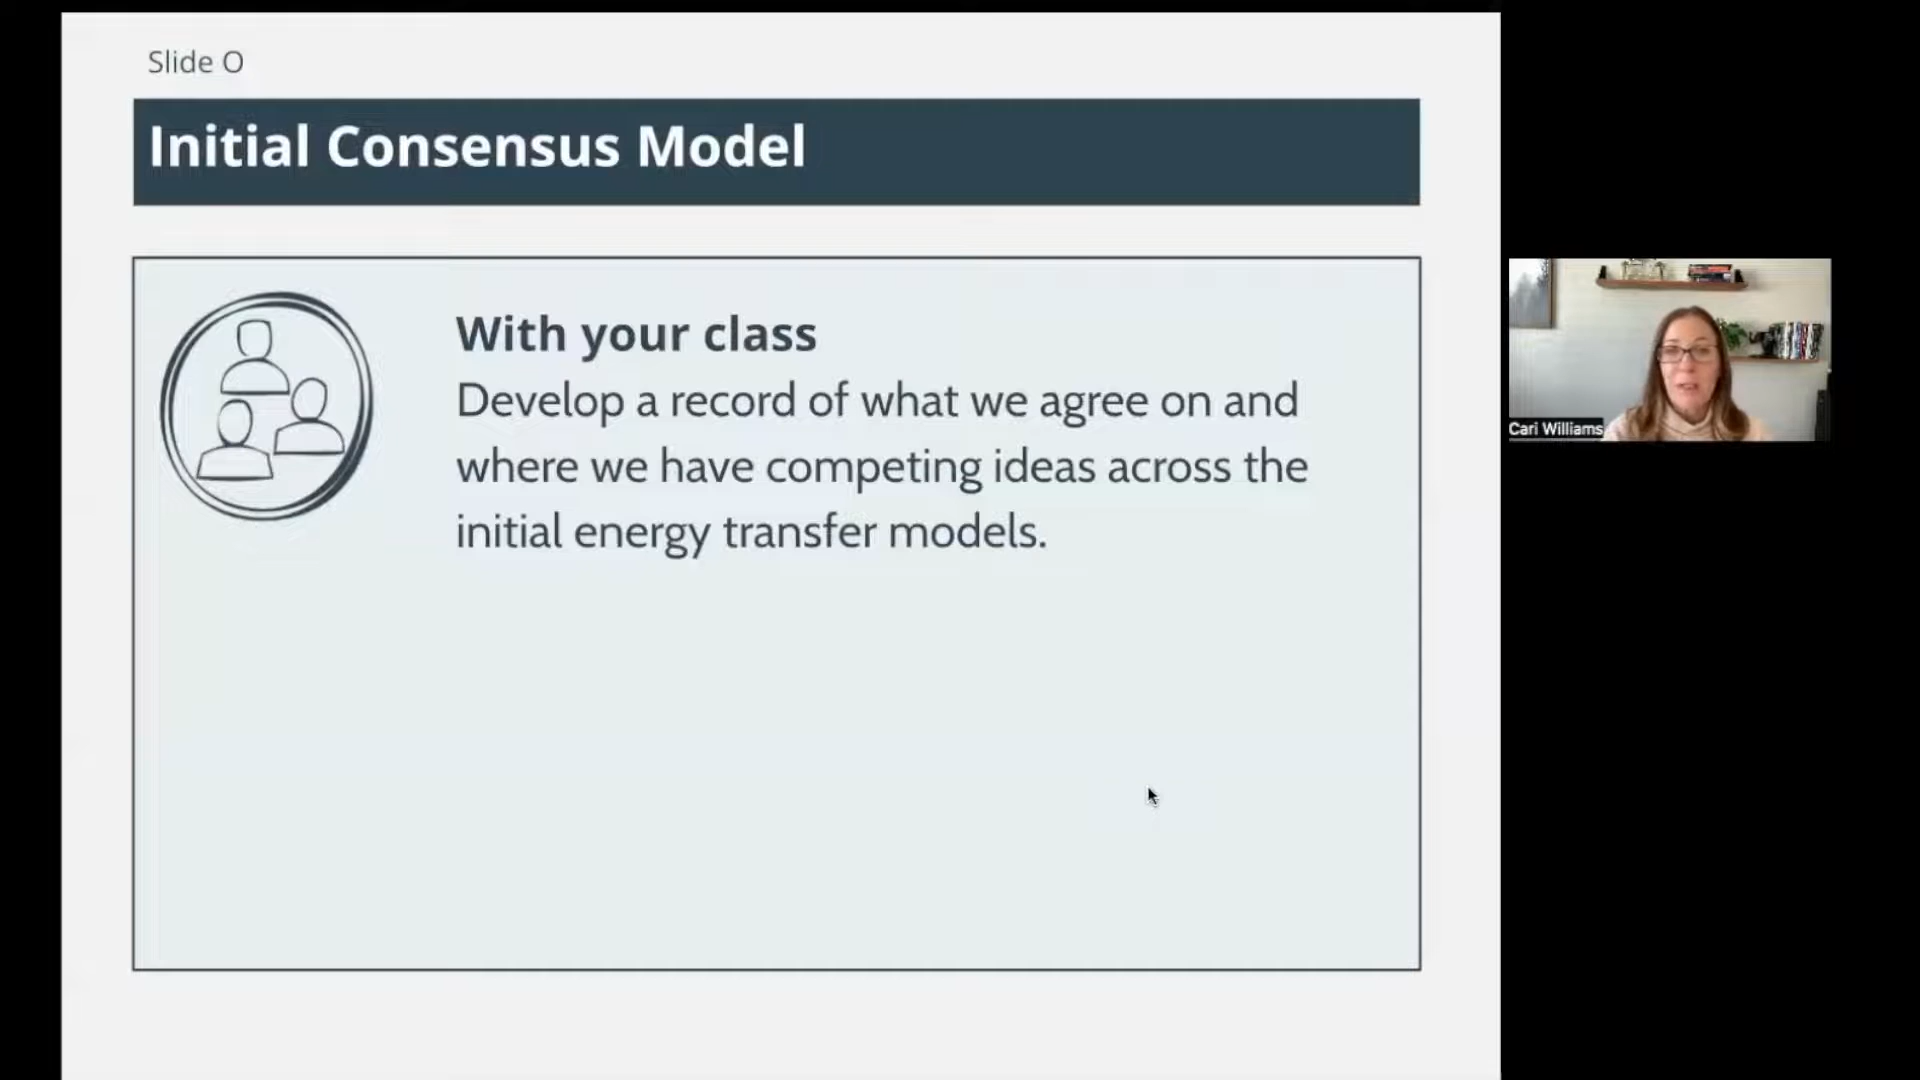 Slide O
Initial Consensus Model
With your class
Develop a record of what we agree on and
where we have competing ideas across the
initial energy transfer models.
Cari Williams